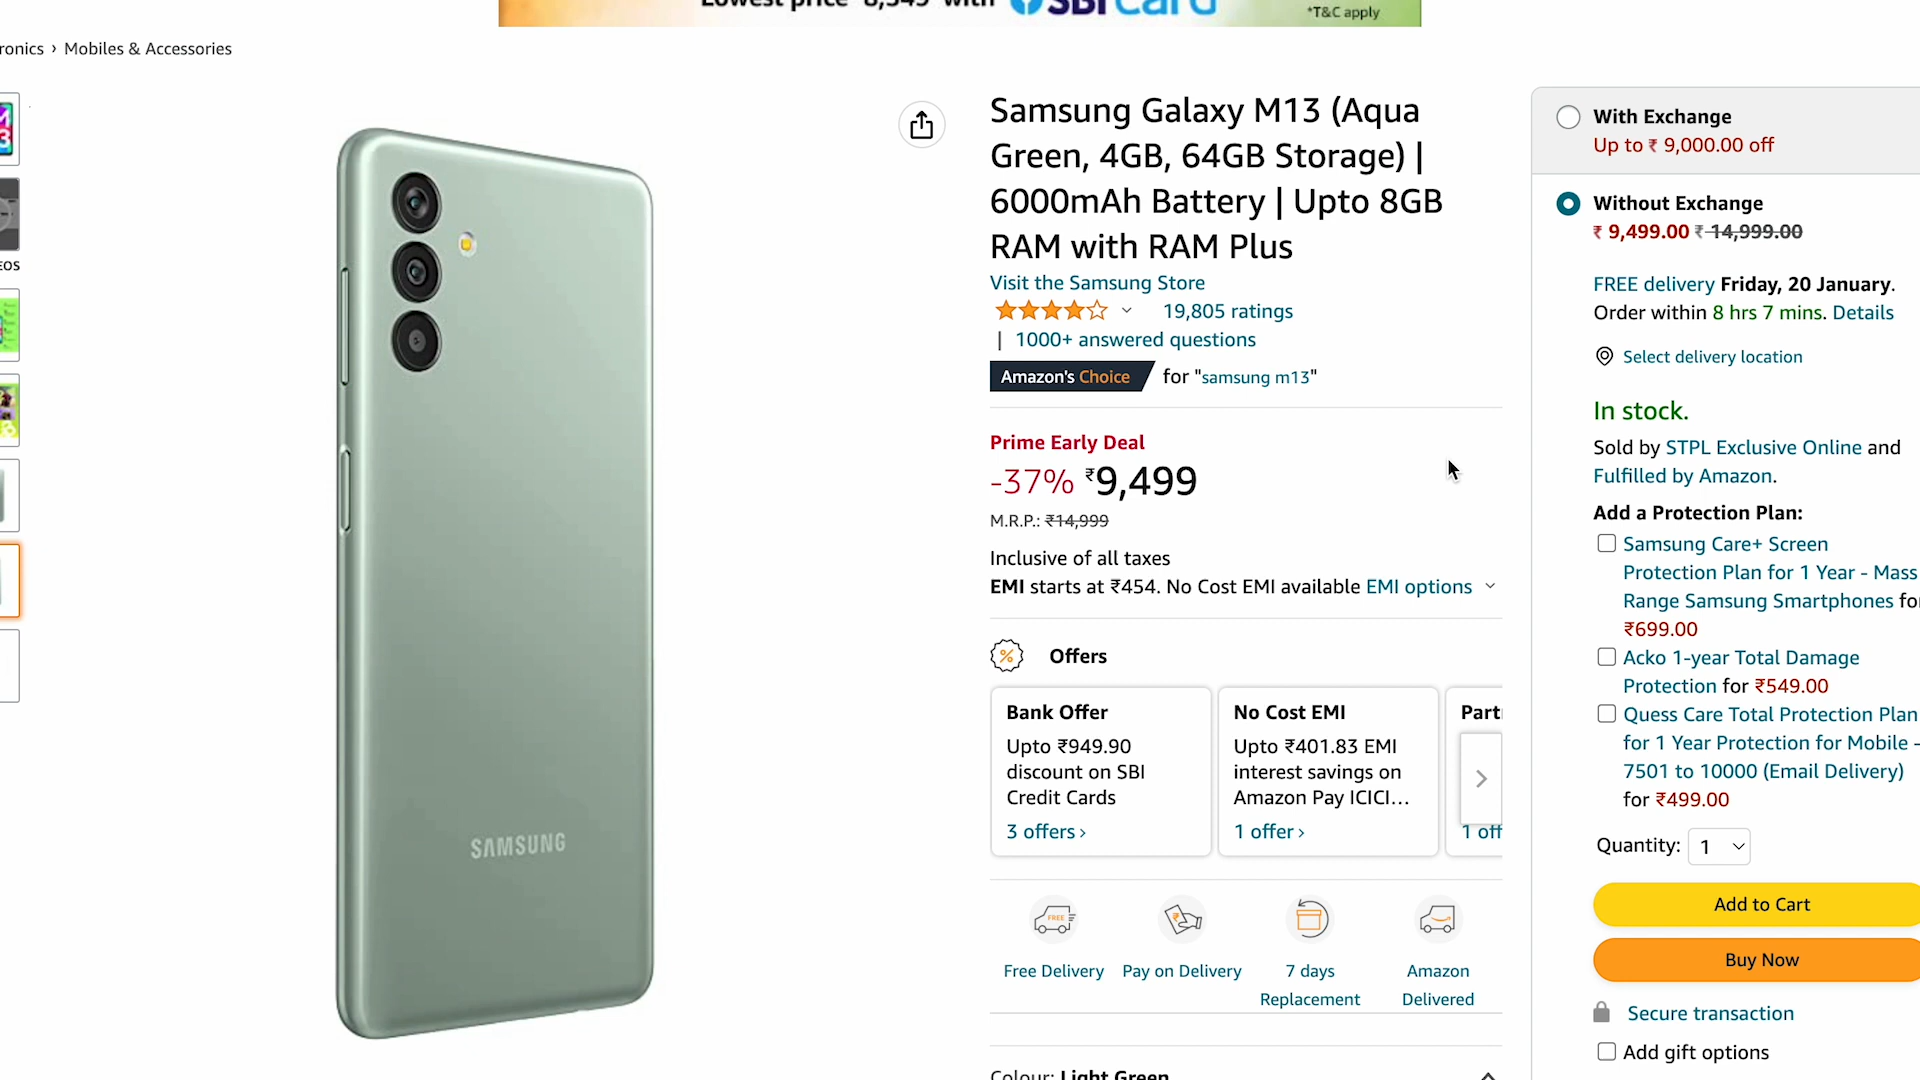 Lowest price 8,549 with SBI Card
*T&C apply
ronics › Mobiles & Accessories
EOS
SAMSUNG
Samsung Galaxy M13 (Aqua
Green, 4GB, 64GB Storage) |
6000mAh Battery | Upto 8GB
RAM with RAM Plus
Visit the Samsung Store
19,805 ratings
| 1000+ answered questions
Amazon's Choice for "samsung m13"
Prime Early Deal
-37% ₹9,499
M.R.P.: ₹14,999
Inclusive of all taxes
EMI starts at ₹454. No Cost EMI available EMI options
Offers
Bank Offer
Upto ₹949.90
discount on SBI
Credit Cards
3 offers ›
No Cost EMI
Upto ₹401.83 EMI
interest savings on
Amazon Pay ICICI…
1 offer ›
Part
1 off
FREE
Free Delivery
Pay on Delivery
7 days
Replacement
Amazon
Delivered
Colour: Light Green
With Exchange
Up to ₹ 9,000.00 off
Without Exchange
₹ 9,499.00 ₹ 14,999.00
FREE delivery Friday, 20 January.
Order within 8 hrs 7 mins. Details
Select delivery location
In stock.
Sold by STPL Exclusive Online and
Fulfilled by Amazon.
Add a Protection Plan:
Samsung Care+ Screen
Protection Plan for 1 Year - Mass
Range Samsung Smartphones fo
₹699.00
Acko 1-year Total Damage
Protection for ₹549.00
Quess Care Total Protection Plan
for 1 Year Protection for Mobile -
7501 to 10000 (Email Delivery)
for ₹499.00
Quantity: 1
Add to Cart
Buy Now
Secure transaction
Add gift options